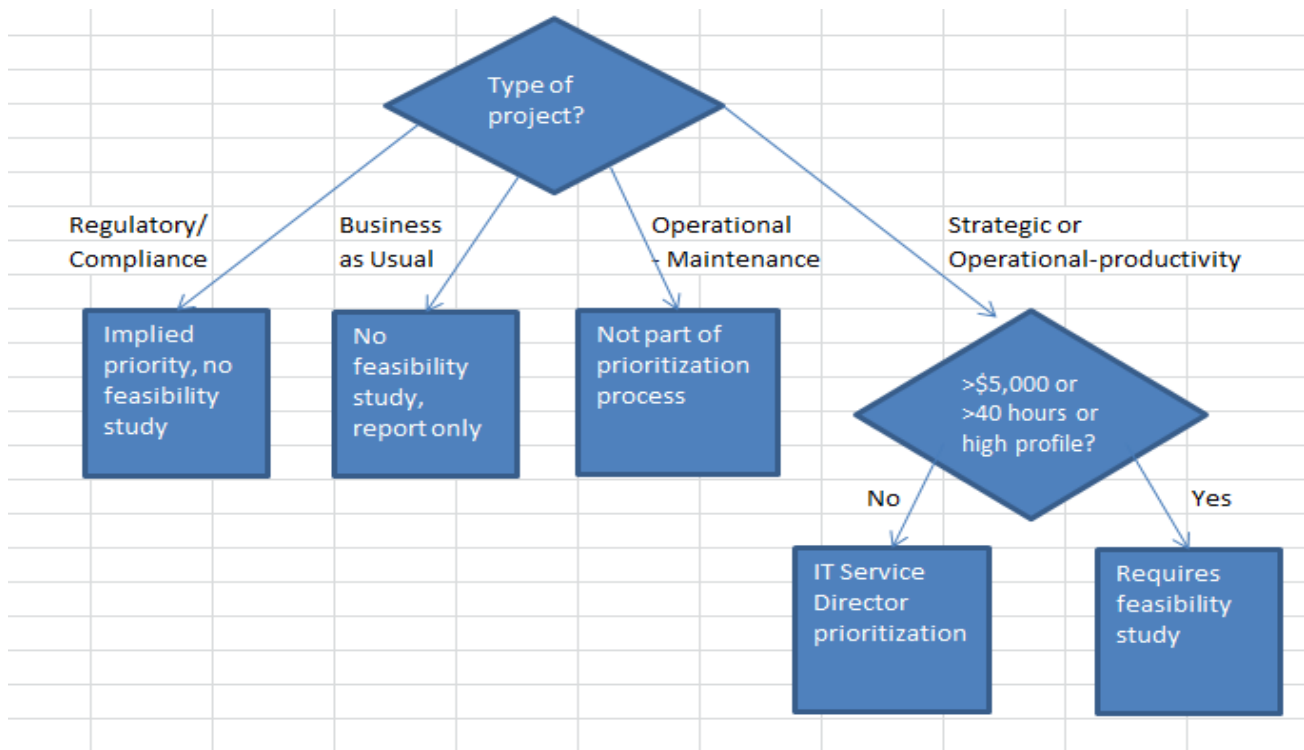 Type of
project?
Regulatory/
Compliance
Business
as Usual
Operational
- Maintenance
Strategic or
Operational-productivity
Implied
priority, no
feasibility
study
No
feasibility
study,
report only
Not part of
prioritization
process
>$5,000 or
>40 hours or
high profile?
No
Yes
IT Service
Director
prioritization
Requires
feasibility
study